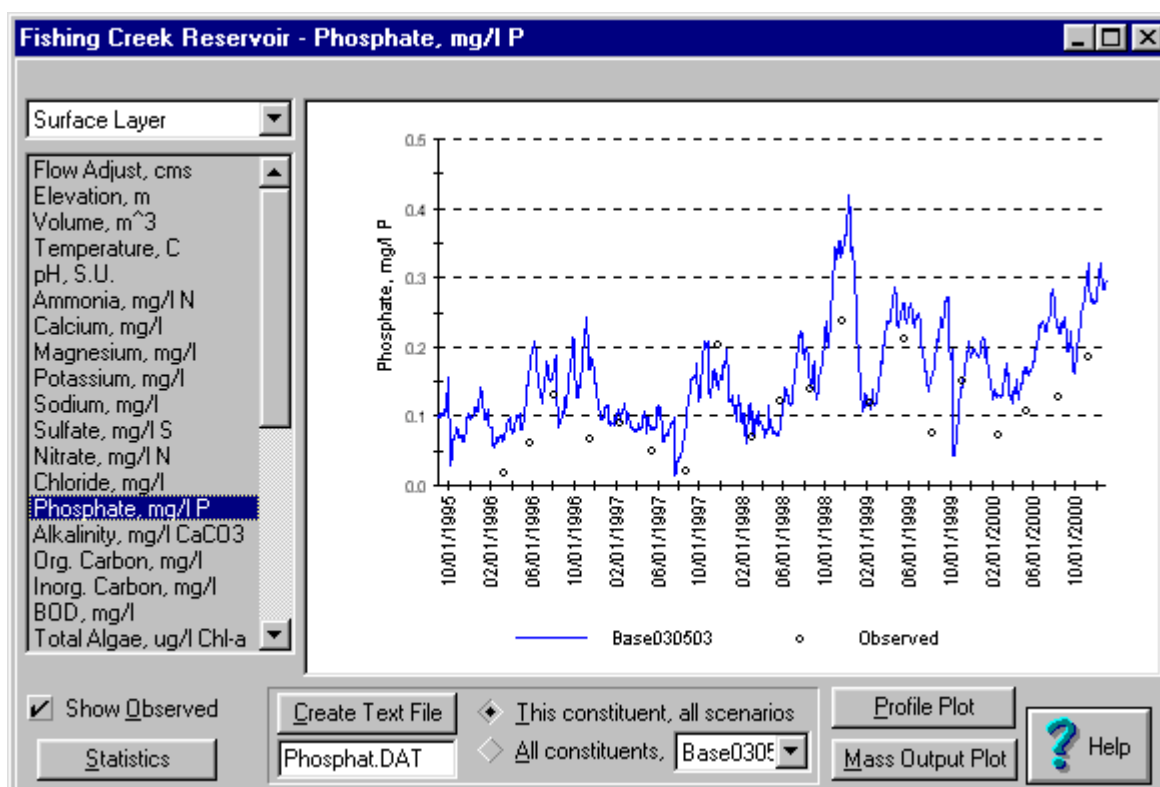 Fishing Creek Reservoir - Phosphate, mg/l P
Surface Layer
Flow Adjust, cms
Elevation, m
Volume, m^3
Temperature, C
pH, S.U.
Ammonia, mg/l N
Calcium, mg/l
Magnesium, mg/l
Potassium, mg/l
Sodium, mg/l
Sulfate, mg/l S
Nitrate, mg/l N
Chloride, mg/l
Phosphate, mg/l P
Alkalinity, mg/l CaCO3
Org. Carbon, mg/l
Inorg. Carbon, mg/l
BOD, mg/l
Total Algae, ug/l Chl-a
Phosphate, mg/l P
0.5
0.4
0.3
0.2
0.1
0.0
10/01/1995
02/01/1996
06/01/1996
10/01/1996
02/01/1997
06/01/1997
10/01/1997
02/01/1998
06/01/1998
10/01/1998
02/01/1999
06/01/1999
10/01/1999
02/01/2000
06/01/2000
10/01/2000
Base030503
Observed
Show Observed
Statistics
Create Text File
Phosphat.DAT
This constituent, all scenarios
All constituents,
Base0305
Profile Plot
Mass Output Plot
Help